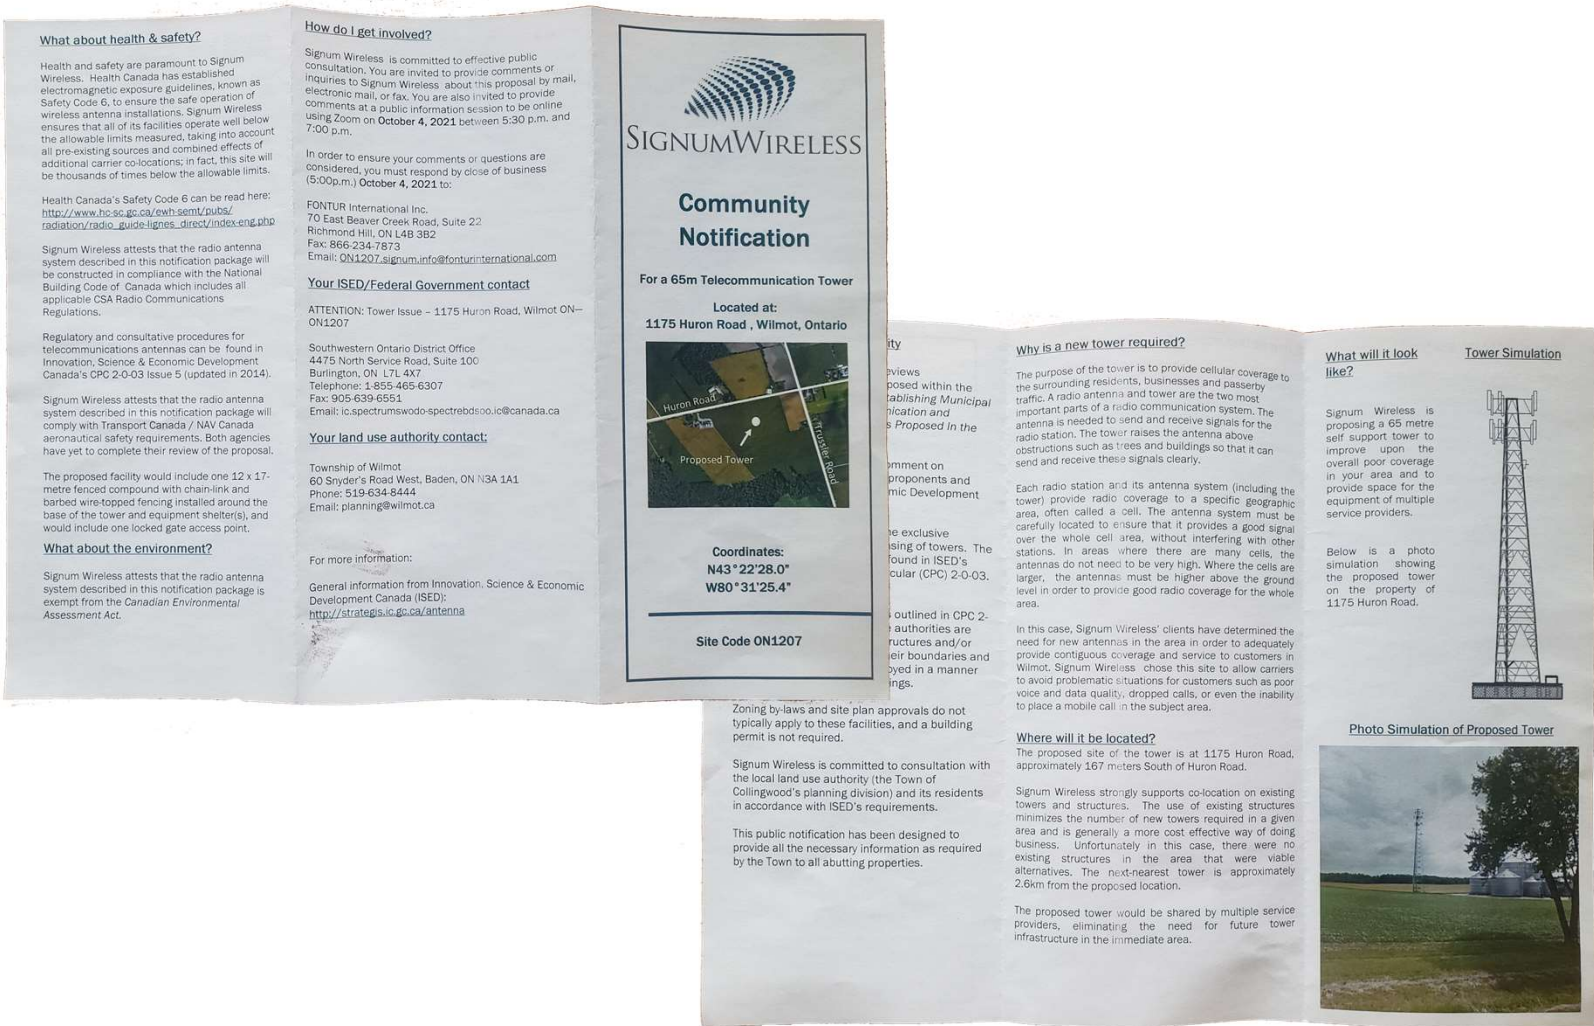 What about health & safety?
Health and safety are paramount to Signum
Wireless. Health Canada has established
electromagnetic exposure guidelines, known as
Safety Code 6, to ensure the safe operation of
wireless antenna installations. Signum Wireless
ensures that all of its facilities operate well below
the allowable limits measured, taking into account
all pre-existing sources and combined effects of
additional carrier co-locations; in fact, this site will
be thousands of times below the allowable limits.
Health Canada's Safety Code 6 can be read here:
http://www.hc-sc.gc.ca/ewh-semt/pubs/
radiation/radio_guide-lignes_direct/index-eng.php
Signum Wireless attests that the radio antenna
system described in this notification package will
be constructed in compliance with the National
Building Code of Canada which includes all
applicable CSA Radio Communications
Regulations.
Regulatory and consultative procedures for
telecommunications antennas can be found in
Innovation, Science & Economic Development
Canada's CPC 2-0-03 Issue 5 (updated in 2014).
Signum Wireless attests that the radio antenna
system described in this notification package will
comply with Transport Canada / NAV Canada
aeronautical safety requirements. Both agencies
have yet to complete their review of the proposal.
The proposed facility would include one 12 x 17-
metre fenced compound with chain-link and
barbed wire-topped fencing installed around the
base of the tower and equipment shelter(s), and
would include one locked gate access point.
What about the environment?
Signum Wireless attests that the radio antenna
system described in this notification package is
exempt from the Canadian Environmental
Assessment Act.
How do I get involved?
Signum Wireless is committed to effective public
consultation. You are invited to provide comments or
inquiries to Signum Wireless about this proposal by mail,
electronic mail, or fax. You are also invited to provide
comments at a public information session to be online
using Zoom on October 4, 2021 between 5:30 p.m. and
7:00 p.m.
In order to ensure your comments or questions are
considered, you must respond by close of business
(5:00p.m.) October 4, 2021 to:
FONTUR International Inc.
70 East Beaver Creek Road, Suite 22
Richmond Hill, ON L4B 3B2
Fax: 866-234-7873
Email: ON1207.signum.info@fonturinternational.com
Your ISED/Federal Government contact
ATTENTION: Tower Issue – 1175 Huron Road, Wilmot ON—
ON1207
Southwestern Ontario District Office
4475 North Service Road, Suite 100
Burlington, ON L7L 4X7
Telephone: 1-855-465-6307
Fax: 905-639-6551
Email: ic.spectrumswodo-spectrebdsoo.ic@canada.ca
Your land use authority contact:
Township of Wilmot
60 Snyder's Road West, Baden, ON N3A 1A1
Phone: 519-634-8444
Email: planning@wilmot.ca
For more information:
General information from Innovation, Science & Economic
Development Canada (ISED):
http://strategis.ic.gc.ca/antenna
SIGNUMWIRELESS
Community
Notification
For a 65m Telecommunication Tower
Located at:
1175 Huron Road , Wilmot, Ontario
Huron Road
Trussler Road
Proposed Tower
Coordinates:
N43°22'28.0"
W80°31'25.4"
Site Code ON1207
ity
eviews
posed within the
tablishing Municipal
nication and
s Proposed In the
omment on
proponents and
mic Development
ne exclusive
sing of towers. The
found in ISED's
cular (CPC) 2-0-03.
outlined in CPC 2-
authorities are
ructures and/or
eir boundaries and
oyed in a manner
ings.
Zoning by-laws and site plan approvals do not
typically apply to these facilities, and a building
permit is not required.
Signum Wireless is committed to consultation with
the local land use authority (the Town of
Collingwood's planning division) and its residents
in accordance with ISED's requirements.
This public notification has been designed to
provide all the necessary information as required
by the Town to all abutting properties.
Why is a new tower required?
The purpose of the tower is to provide cellular coverage to
the surrounding residents, businesses and passerby
traffic. A radio antenna and tower are the two most
important parts of a radio communication system. The
antenna is needed to send and receive signals for the
radio station. The tower raises the antenna above
obstructions such as trees and buildings so that it can
send and receive these signals clearly.
Each radio station and its antenna system (including the
tower) provide radio coverage to a specific geographic
area, often called a cell. The antenna system must be
carefully located to ensure that it provides a good signal
over the whole cell area, without interfering with other
stations. In areas where there are many cells, the
antennas do not need to be very high. Where the cells are
larger, the antennas must be higher above the ground
level in order to provide good radio coverage for the whole
area.
In this case, Signum Wireless' clients have determined the
need for new antennas in the area in order to adequately
provide contiguous coverage and service to customers in
Wilmot. Signum Wireless chose this site to allow carriers
to avoid problematic situations for customers such as poor
voice and data quality, dropped calls, or even the inability
to place a mobile call in the subject area.
Where will it be located?
The proposed site of the tower is at 1175 Huron Road,
approximately 167 meters South of Huron Road.
Signum Wireless strongly supports co-location on existing
towers and structures. The use of existing structures
minimizes the number of new towers required in a given
area and is generally a more cost effective way of doing
business. Unfortunately in this case, there were no
existing structures in the area that were viable
alternatives. The next-nearest tower is approximately
2.6km from the proposed location.
The proposed tower would be shared by multiple service
providers, eliminating the need for future tower
infrastructure in the immediate area.
What will it look
like?
Signum Wireless is
proposing a 65 metre
self support tower to
improve upon the
overall poor coverage
in your area and to
provide space for the
equipment of multiple
service providers.
Below is a photo
simulation showing
the proposed tower
on the property of
1175 Huron Road.
Tower Simulation
Photo Simulation of Proposed Tower